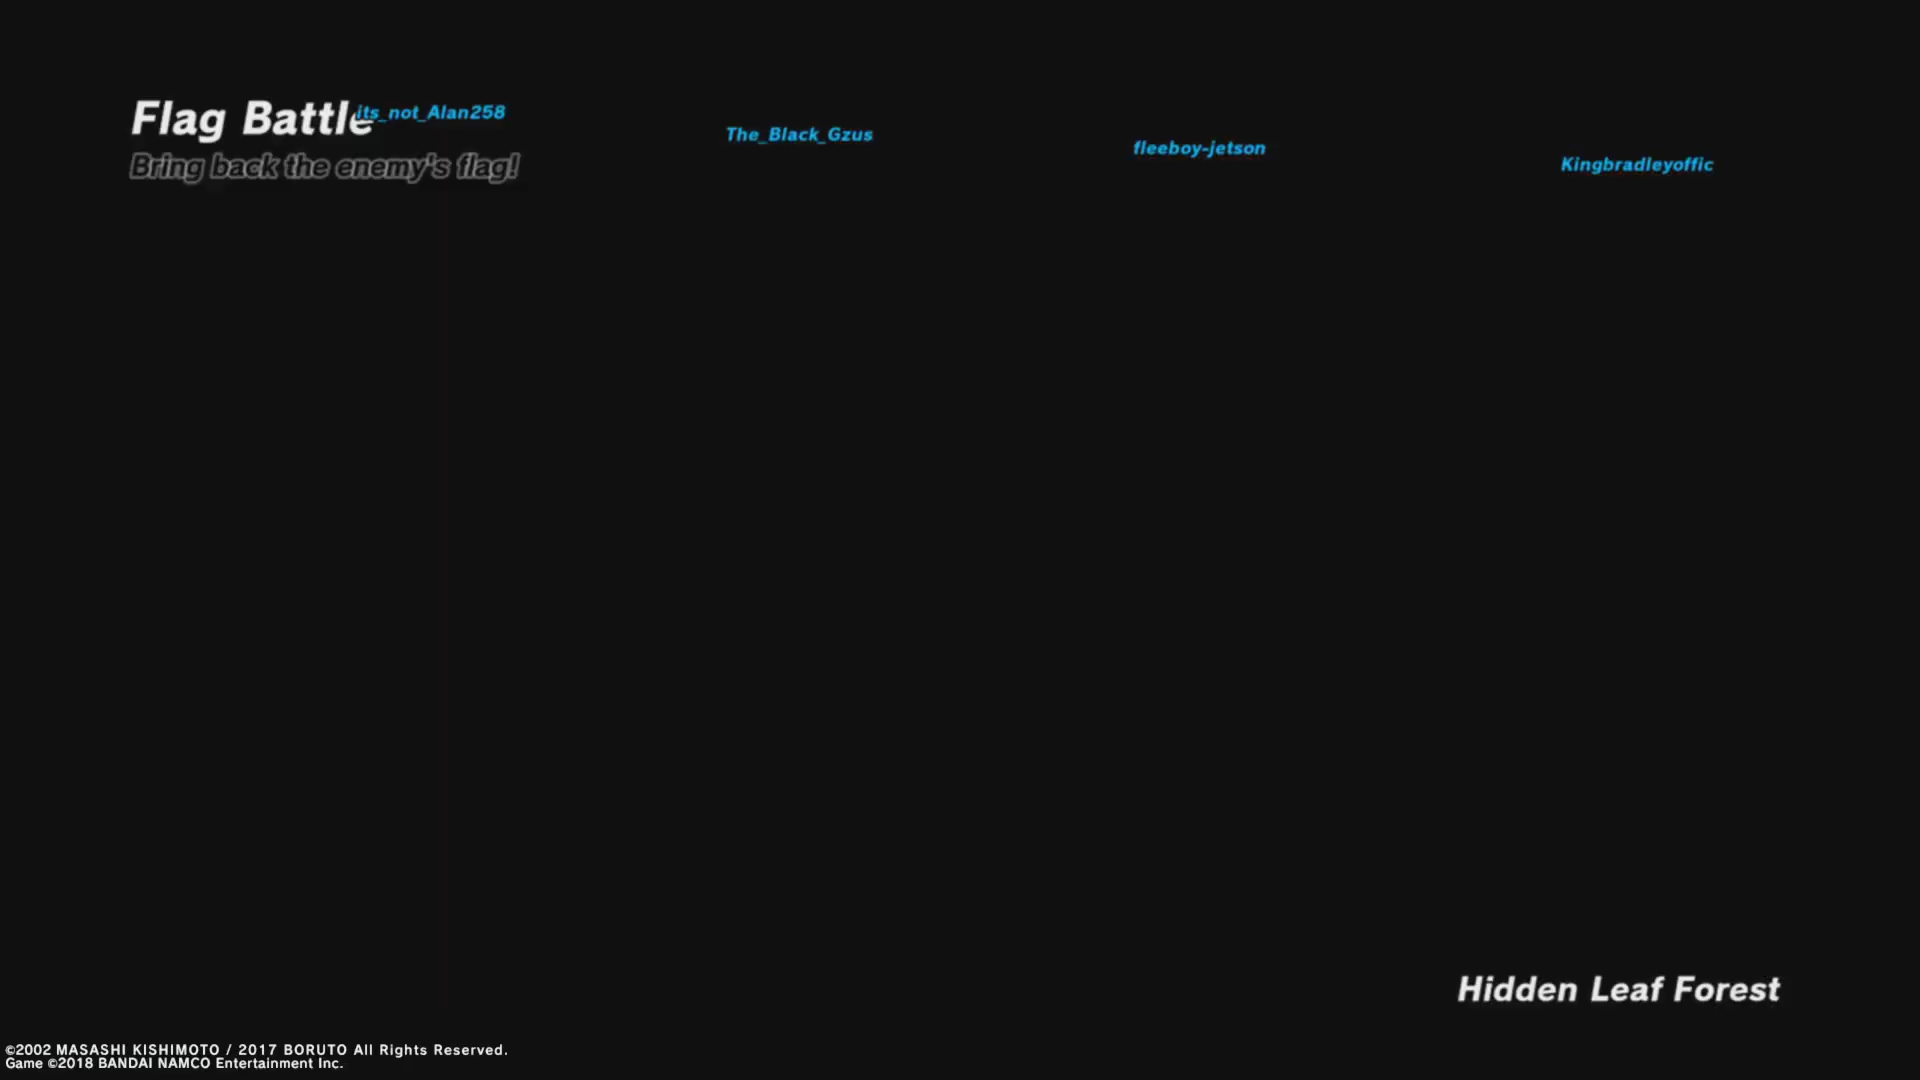 Flag Battle
its_not_Alan258
The_Black_Gzus
fleeboy-jetson
Kingbradleyoffic
Bring back the enemy's flag!
Hidden Leaf Forest
©2002 MASASHI KISHIMOTO / 2017 BORUTO All Rights Reserved.
Game ©2018 BANDAI NAMCO Entertainment Inc.